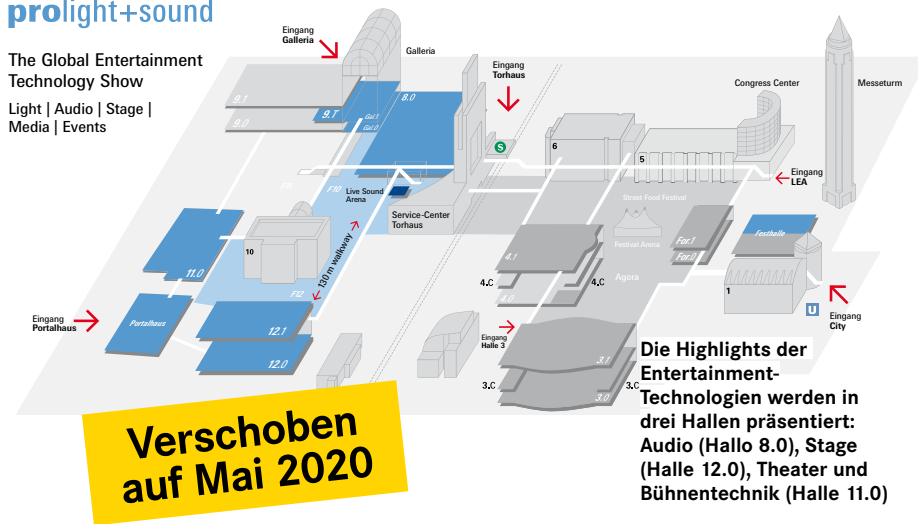 prolight+sound
The Global Entertainment
Technology Show
Light | Audio | Stage |
Media | Events
Eingang
Galleria
Galleria
Eingang
Torhaus
Congress Center
Messeturm
9.1
9.0
9.T
Gal.1
Gal.0
8.0
S
6
5
Eingang
LEA
F11
F10
Live Sound
Arena
Service-Center
Torhaus
Street Food Festival
Festival Arena
For.1
For.0
Festhalle
11.0
10
130 m walkway
4.1
4.C
4.C
4.0
Agora
1
U
Eingang
City
F12
Eingang
Portalhaus
Portalhaus
12.1
12.0
Eingang
Halle 3
3.1
3.C
3.C
3.0
Die Highlights der
Entertainment-
Technologien werden in
drei Hallen präsentiert:
Audio (Hallo 8.0), Stage
(Halle 12.0), Theater und
Bühnentechnik (Halle 11.0)
Verschoben
auf Mai 2020